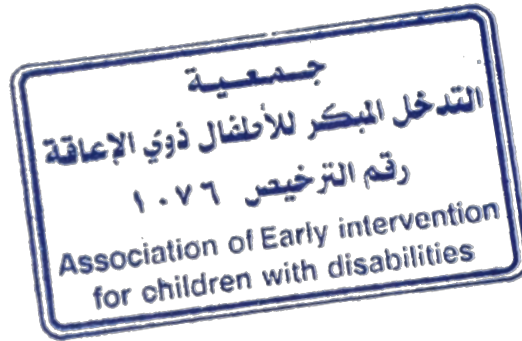 جمعية
التدخل المبكر للأطفال ذوي الإعاقة
رقم الترخيص ١٠٧٦
Association of Early intervention
for children with disabilities